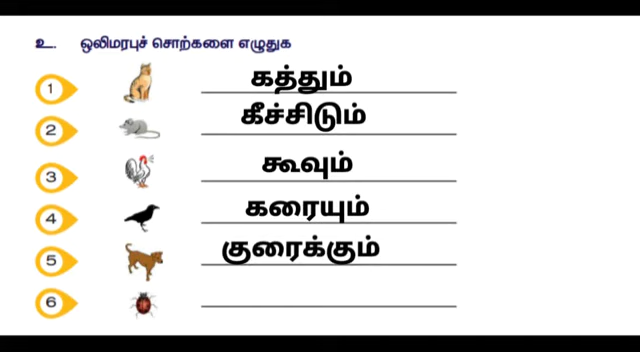 உ. ஒலிமரபுச் சொற்களை எழுதுக
1 கத்தும்
2 கீச்சிடும்
3 கூவும்
4 கரையும்
5 குரைக்கும்
6